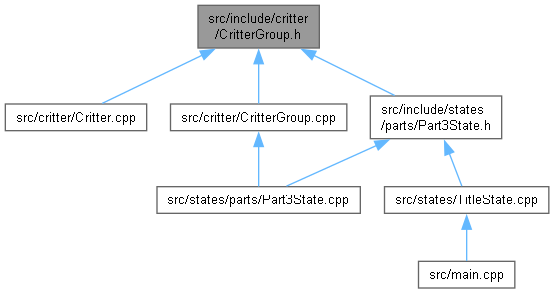 src/include/critter
/CritterGroup.h
src/critter/Critter.cpp
src/critter/CritterGroup.cpp
src/include/states
/parts/Part3State.h
src/states/parts/Part3State.cpp
src/states/TitleState.cpp
src/main.cpp